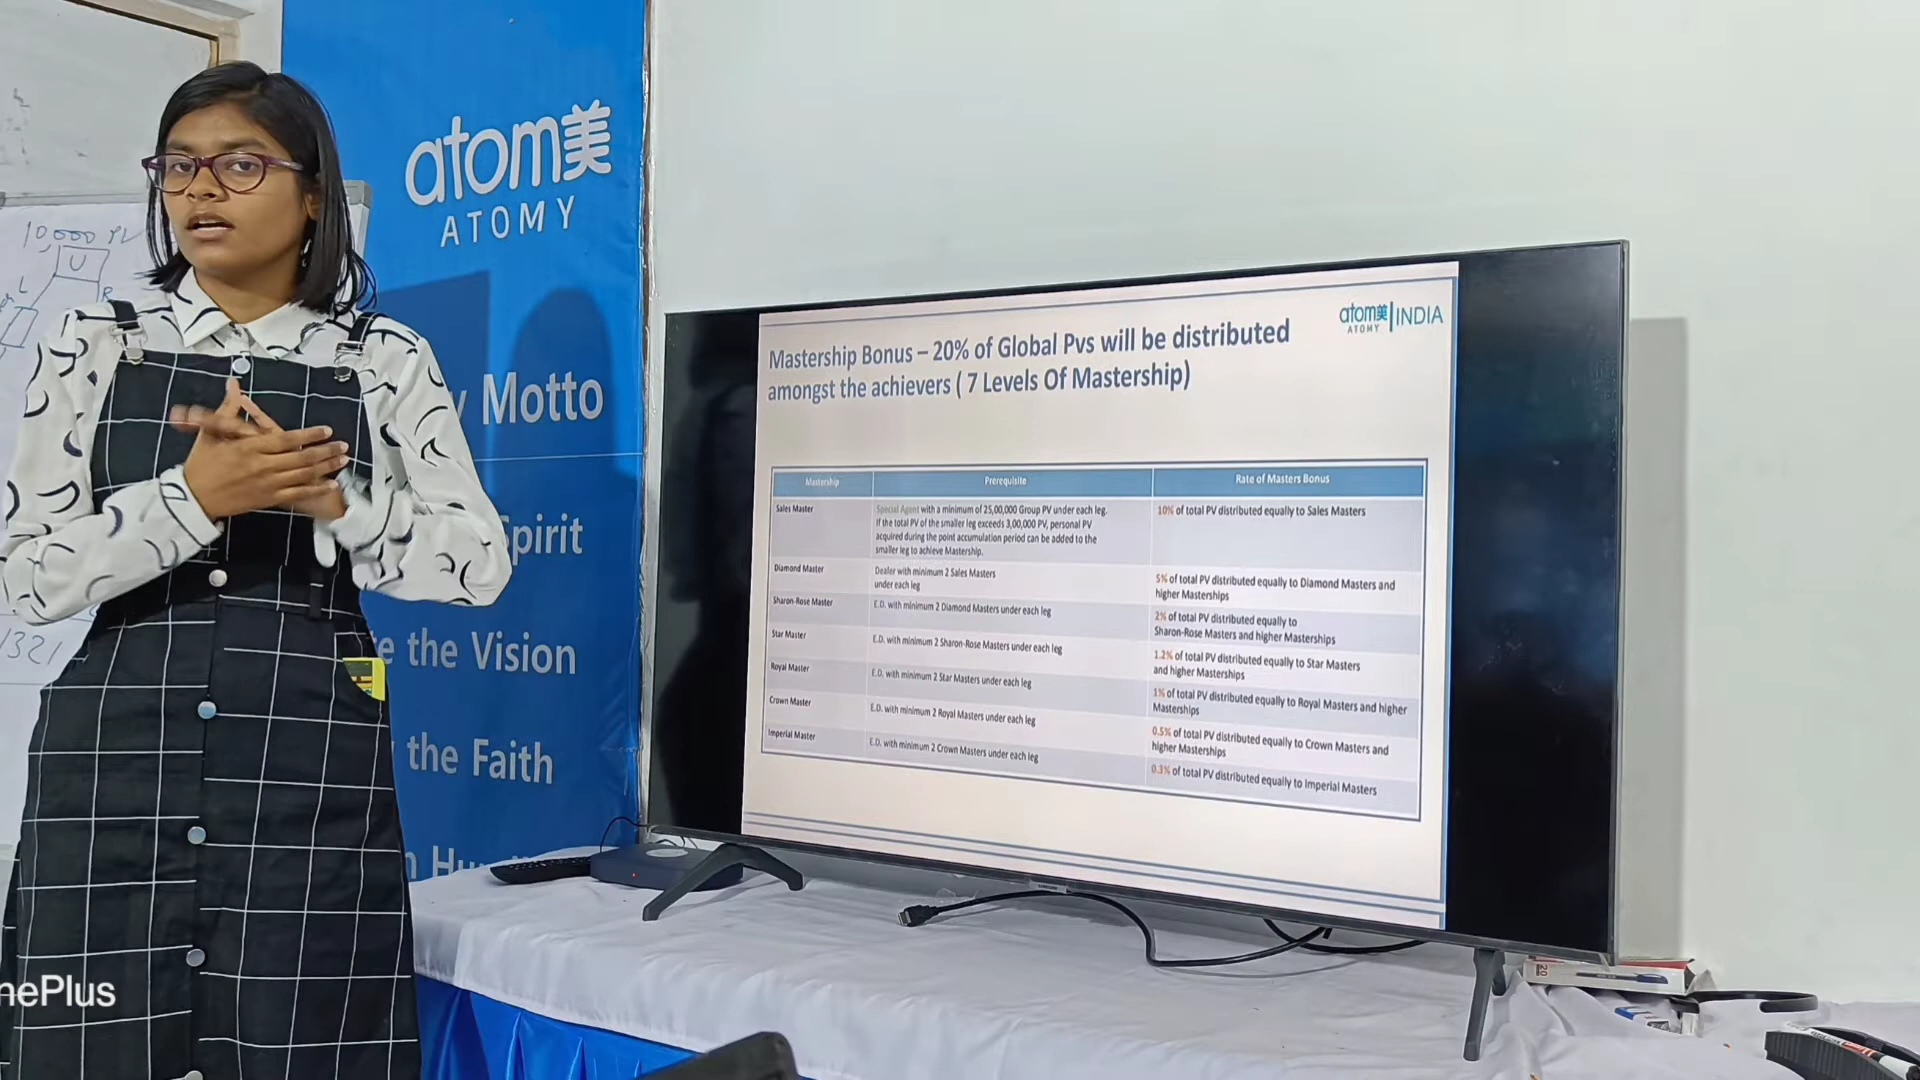 atom美
ATOMY
10,000 PV
U
L
R
Motto
Spirit
the Vision
the Faith
1321
nePlus
atom美 INDIA
ATOMY
Mastership Bonus – 20% of Global Pvs will be distributed
amongst the achievers ( 7 Levels Of Mastership)
Mastership Prerequisite Rate of Masters Bonus
Sales Master
Special Agent with a minimum of 25,00,000 Group PV under each leg.
If the total PV of the smaller leg exceeds 3,00,000 PV, personal PV
acquired during the point accumulation period can be added to the
smaller leg to achieve Mastership.
10% of total PV distributed equally to Sales Masters
Diamond Master
Dealer with minimum 2 Sales Masters
under each leg
5% of total PV distributed equally to Diamond Masters and
higher Masterships
Sharon-Rose Master
E.D. with minimum 2 Diamond Masters under each leg
2% of total PV distributed equally to
Sharon-Rose Masters and higher Masterships
Star Master
E.D. with minimum 2 Sharon-Rose Masters under each leg
1.2% of total PV distributed equally to Star Masters
and higher Masterships
Royal Master
E.D. with minimum 2 Star Masters under each leg
1% of total PV distributed equally to Royal Masters and higher
Masterships
Crown Master
E.D. with minimum 2 Royal Masters under each leg
0.5% of total PV distributed equally to Crown Masters and
higher Masterships
Imperial Master
E.D. with minimum 2 Crown Masters under each leg
0.3% of total PV distributed equally to Imperial Masters
SAMSUNG
20